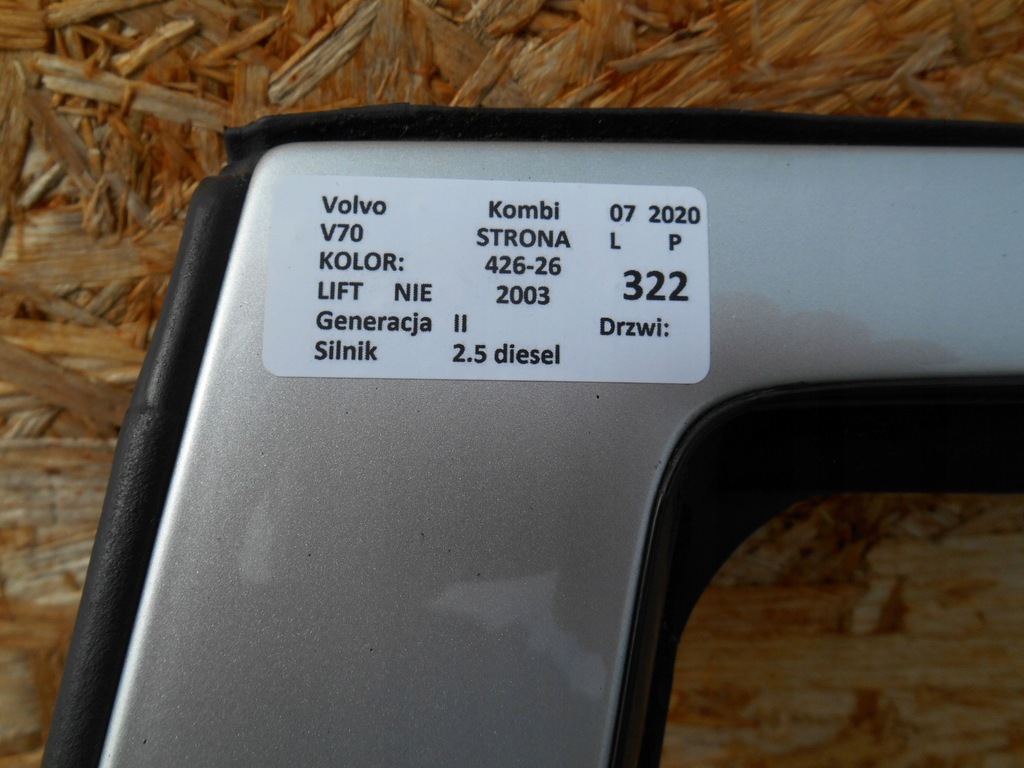 Volvo Kombi 07 2020
V70 STRONA L P
KOLOR: 426-26 322
LIFT NIE 2003
Generacja II Drzwi:
Silnik 2.5 diesel